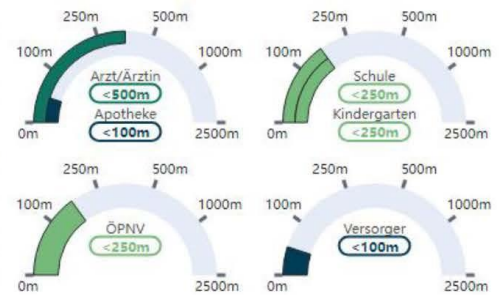 250m 500m
100m 1000m
Arzt/Ärztin
<500m
Apotheke
<100m
0m 2500m
250m 500m
100m 1000m
Schule
<250m
Kindergarten
<250m
0m 2500m
250m 500m
100m 1000m
ÖPNV
<250m
0m 2500m
250m 500m
100m 1000m
Versorger
<100m
0m 2500m